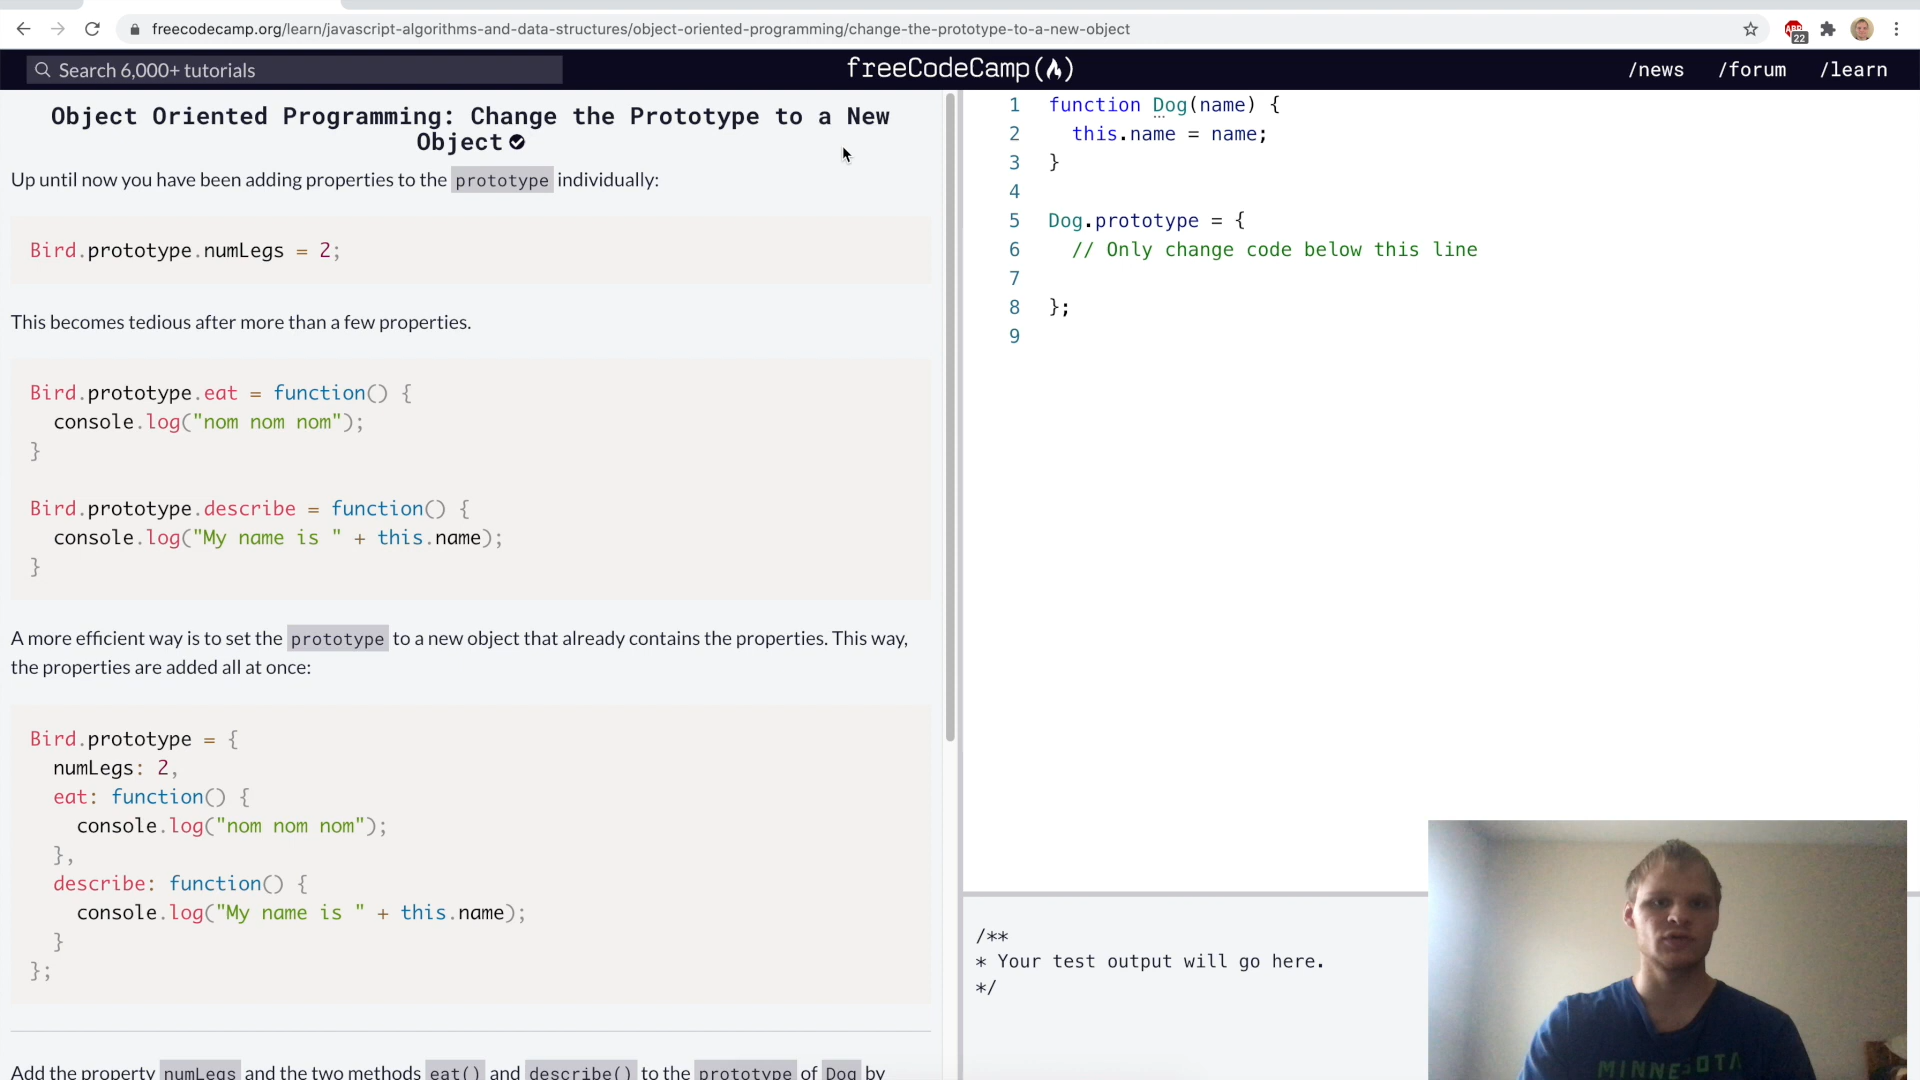 freecodecamp.org/learn/javascript-algorithms-and-data-structures/object-oriented-programming/change-the-prototype-to-a-new-object
22
Search 6,000+ tutorials
freeCodeCamp
/news /forum /learn
Object Oriented Programming: Change the Prototype to a New
Object
Up until now you have been adding properties to the prototype individually:
Bird.prototype.numLegs = 2;
This becomes tedious after more than a few properties.
Bird.prototype.eat = function() {
console.log("nom nom nom");
}
Bird.prototype.describe = function() {
console.log("My name is " + this.name);
}
A more efficient way is to set the prototype to a new object that already contains the properties. This way,
the properties are added all at once:
Bird.prototype = {
numLegs: 2,
eat: function() {
console.log("nom nom nom");
},
describe: function() {
console.log("My name is " + this.name);
}
};
Add the property numLegs and the two methods eat() and describe() to the prototype of Dog by
1 function Dog(name) {
2 this.name = name;
3 }
4
5 Dog.prototype = {
6 // Only change code below this line
7
8 };
9
/**
* Your test output will go here.
*/
MINNESOTA